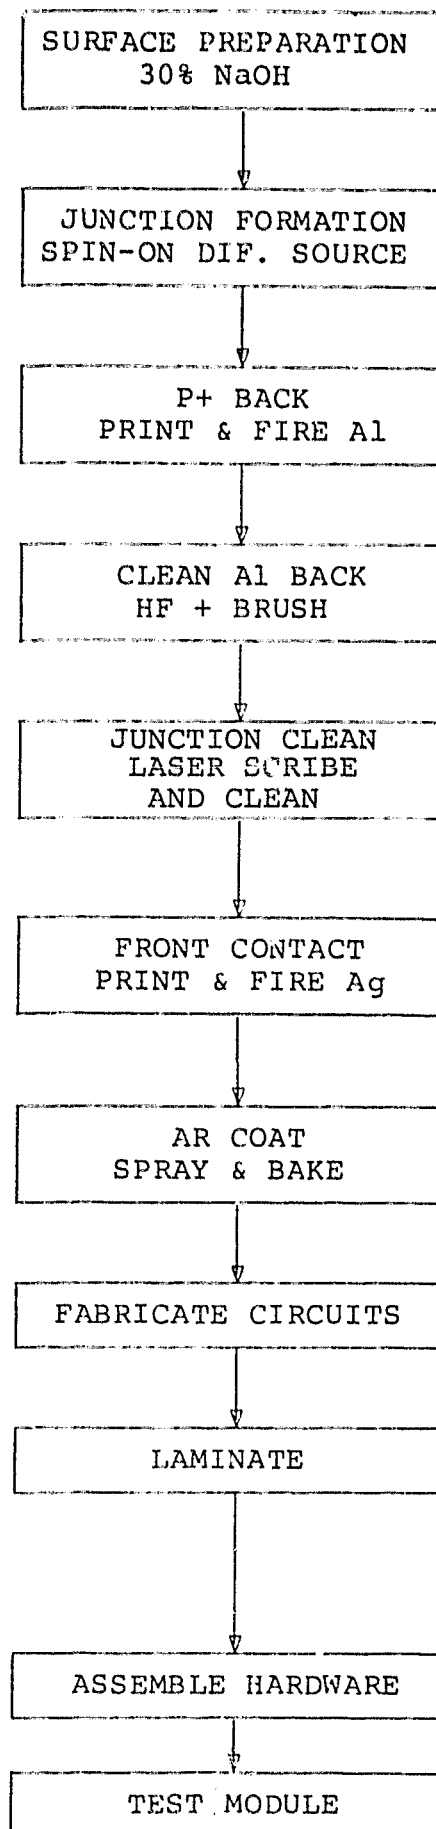 SURFACE PREPARATION
30% NaOH
JUNCTION FORMATION
SPIN-ON DIF. SOURCE
P+ BACK
PRINT & FIRE Al
CLEAN Al BACK
HF + BRUSH
JUNCTION CLEAN
LASER SCRIBE
AND CLEAN
FRONT CONTACT
PRINT & FIRE Ag
AR COAT
SPRAY & BAKE
FABRICATE CIRCUITS
LAMINATE
ASSEMBLE HARDWARE
TEST MODULE